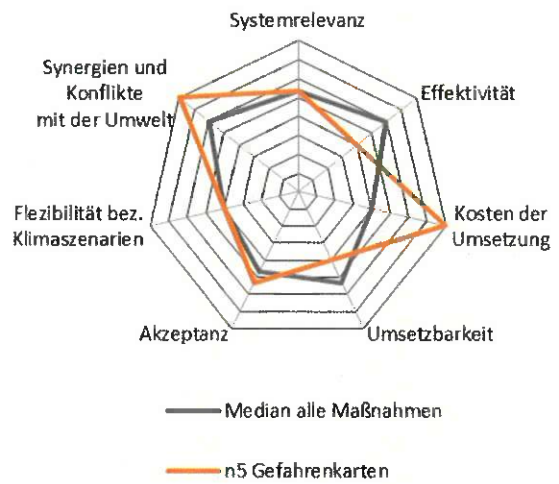 Systemrelevanz
Synergien und
Konflikte
mit der Umwelt
Effektivität
Flezibilität bez.
Klimaszenarien
Kosten der
Umsetzung
Akzeptanz
Umsetzbarkeit
Median alle Maßnahmen
n5 Gefahrenkarten